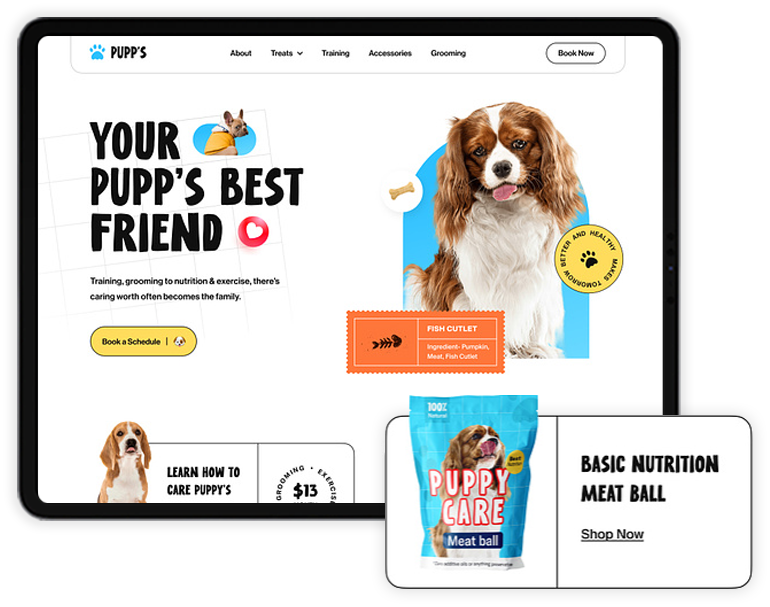 PUPP'S
About
Treats
Training
Accessories
Grooming
Book Now
YOUR
PUPP'S BEST
FRIEND
Training, grooming to nutrition & exercise, there's
caring worth often becomes the family.
Book a Schedule |
BETTER AND HEALTHY MAKES TOMORROW
FISH CUTLET
Ingredient- Pumpkin,
Meat, Fish Cutlet
LEARN HOW TO
CARE PUPPY'S
GROOMING • EXERCISE
$13
100%
Natural
Best
Nutrition
PUPPY
CARE
Meat ball
BASIC NUTRITION
MEAT BALL
Shop Now